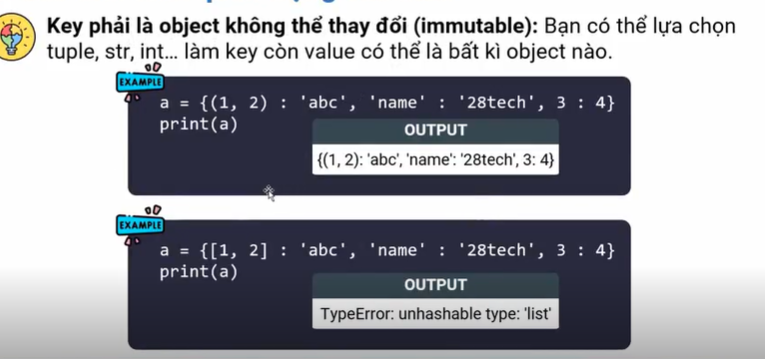 Key phải là object không thể thay đổi (immutable): Bạn có thể lựa chọn
tuple, str, int... làm key còn value có thể là bất kì object nào.
EXAMPLE
a = {(1, 2) : 'abc', 'name' : '28tech', 3 : 4}
print(a)
OUTPUT
{(1, 2): 'abc', 'name': '28tech', 3: 4}
EXAMPLE
a = {[1, 2] : 'abc', 'name' : '28tech', 3 : 4}
print(a)
OUTPUT
TypeError: unhashable type: 'list'